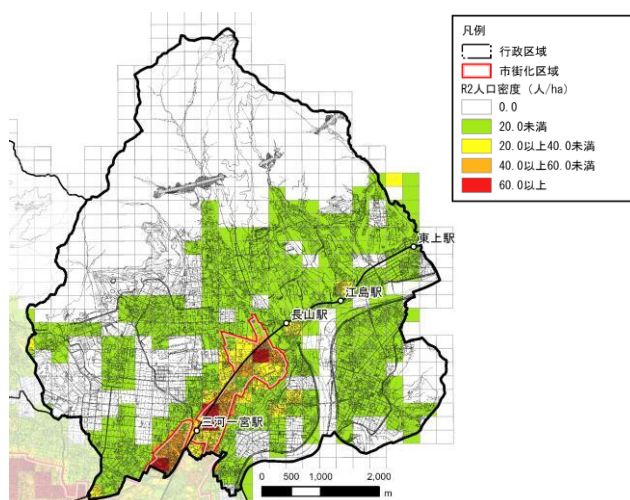 凡例
行政区域
市街化区域
R2人口密度（人/ha）
0.0
20.0未満
20.0以上40.0未満
40.0以上60.0未満
60.0以上
東上駅
江島駅
長山駅
三河一宮駅
0 500 1,000 2,000
m